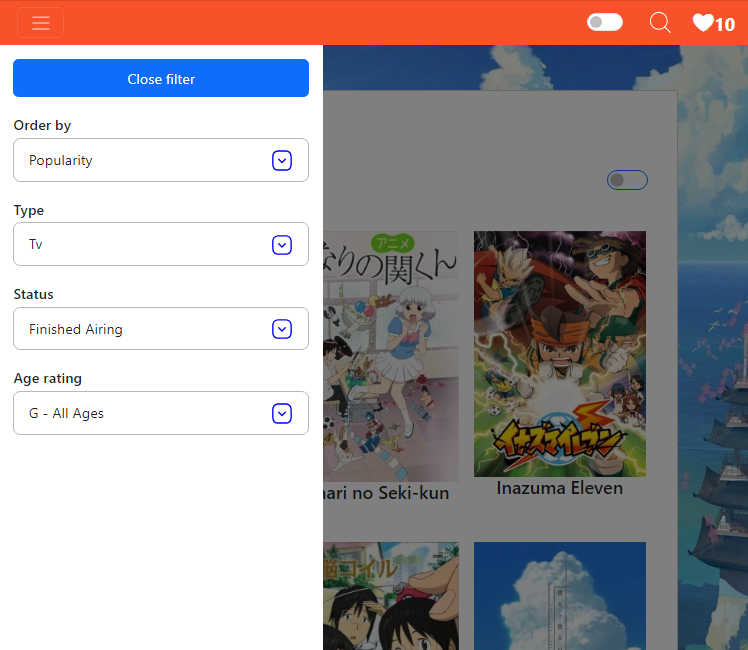 10
Close filter
Order by
Popularity
Type
Tv
Status
Finished Airing
Age rating
G - All Ages
アニメ
なりの関くん
nari no Seki-kun
イナズマイレブン
Inazuma Eleven
脳コイル